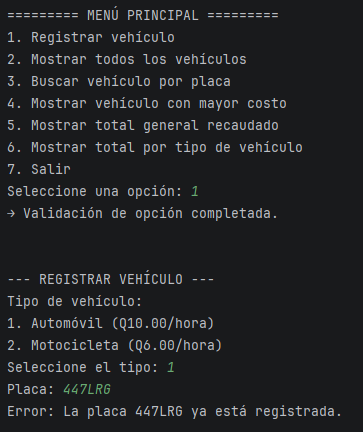 ========= MENÚ PRINCIPAL =========
1. Registrar vehículo
2. Mostrar todos los vehículos
3. Buscar vehículo por placa
4. Mostrar vehículo con mayor costo
5. Mostrar total general recaudado
6. Mostrar total por tipo de vehículo
7. Salir
Seleccione una opción: 1
→ Validación de opción completada.
--- REGISTRAR VEHÍCULO ---
Tipo de vehículo:
1. Automóvil (Q10.00/hora)
2. Motocicleta (Q6.00/hora)
Seleccione el tipo: 1
Placa: 447LRG
Error: La placa 447LRG ya está registrada.